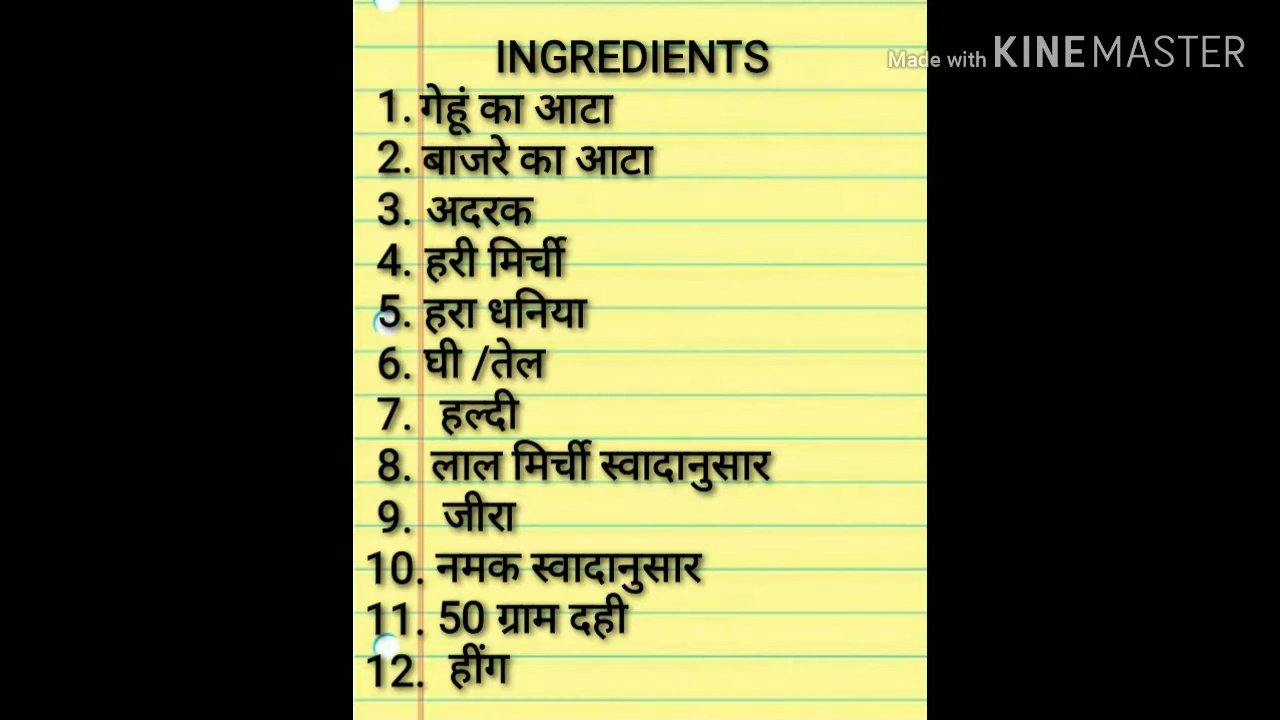 INGREDIENTS
Made with KINEMASTER
1. गेहूं का आटा
2. बाजरे का आटा
3. अदरक
4. हरी मिर्ची
5. हरा धनिया
6. घी /तेल
7. हल्दी
8. लाल मिर्ची स्वादानुसार
9. जीरा
10. नमक स्वादानुसार
11. 50 ग्राम दही
12. हींग